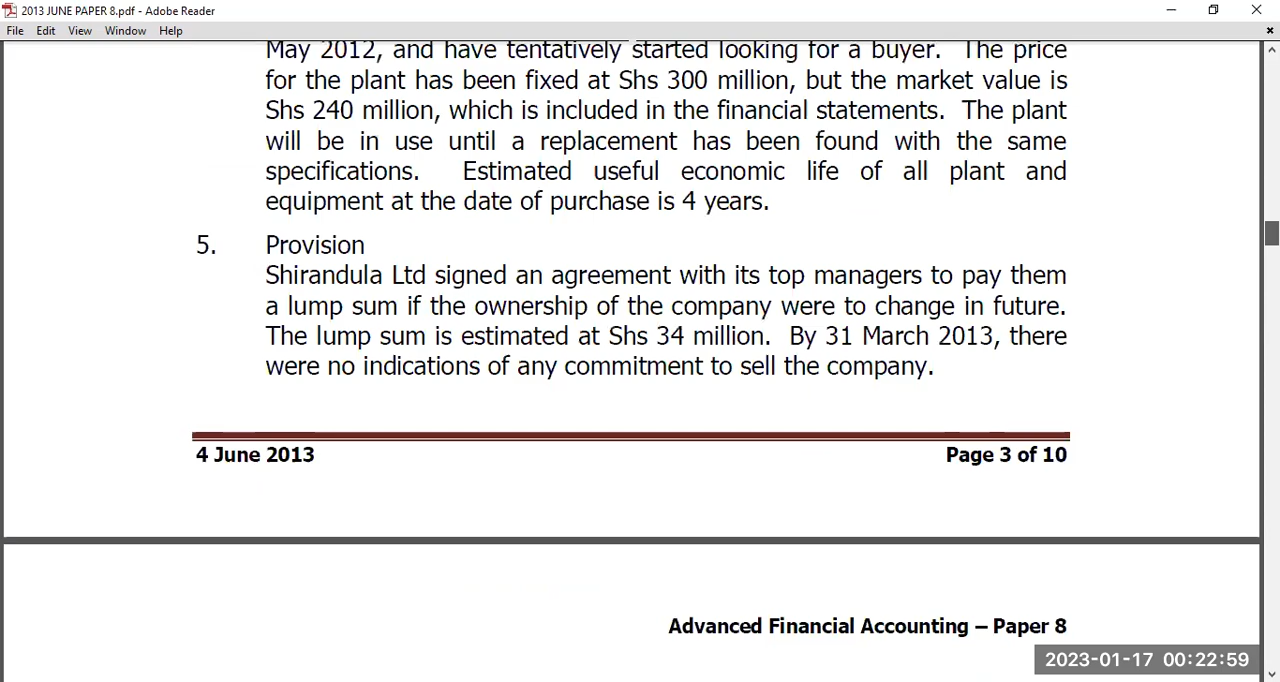 2013 JUNE PAPER 8.pdf - Adobe Reader
File Edit View Window Help
May 2012, and have tentatively started looking for a buyer. The price
for the plant has been fixed at Shs 300 million, but the market value is
Shs 240 million, which is included in the financial statements. The plant
will be in use until a replacement has been found with the same
specifications. Estimated useful economic life of all plant and
equipment at the date of purchase is 4 years.
5. Provision
Shirandula Ltd signed an agreement with its top managers to pay them
a lump sum if the ownership of the company were to change in future.
The lump sum is estimated at Shs 34 million. By 31 March 2013, there
were no indications of any commitment to sell the company.
4 June 2013 Page 3 of 10
Advanced Financial Accounting – Paper 8
2023-01-17 00:22:59